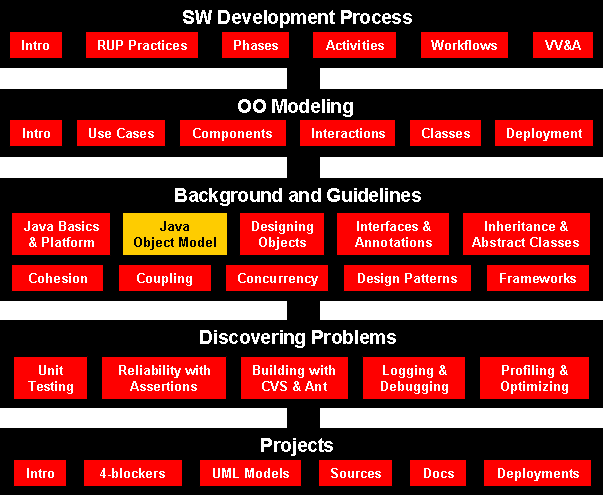 SW Development Process
Intro RUP Practices Phases Activities Workflows VV&A
OO Modeling
Intro Use Cases Components Interactions Classes Deployment
Background and Guidelines
Java Basics & Platform
Java Object Model
Designing Objects
Interfaces & Annotations
Inheritance & Abstract Classes
Cohesion Coupling Concurrency Design Patterns Frameworks
Discovering Problems
Unit Testing
Reliability with Assertions
Building with CVS & Ant
Logging & Debugging
Profiling & Optimizing
Projects
Intro 4-blockers UML Models Sources Docs Deployments